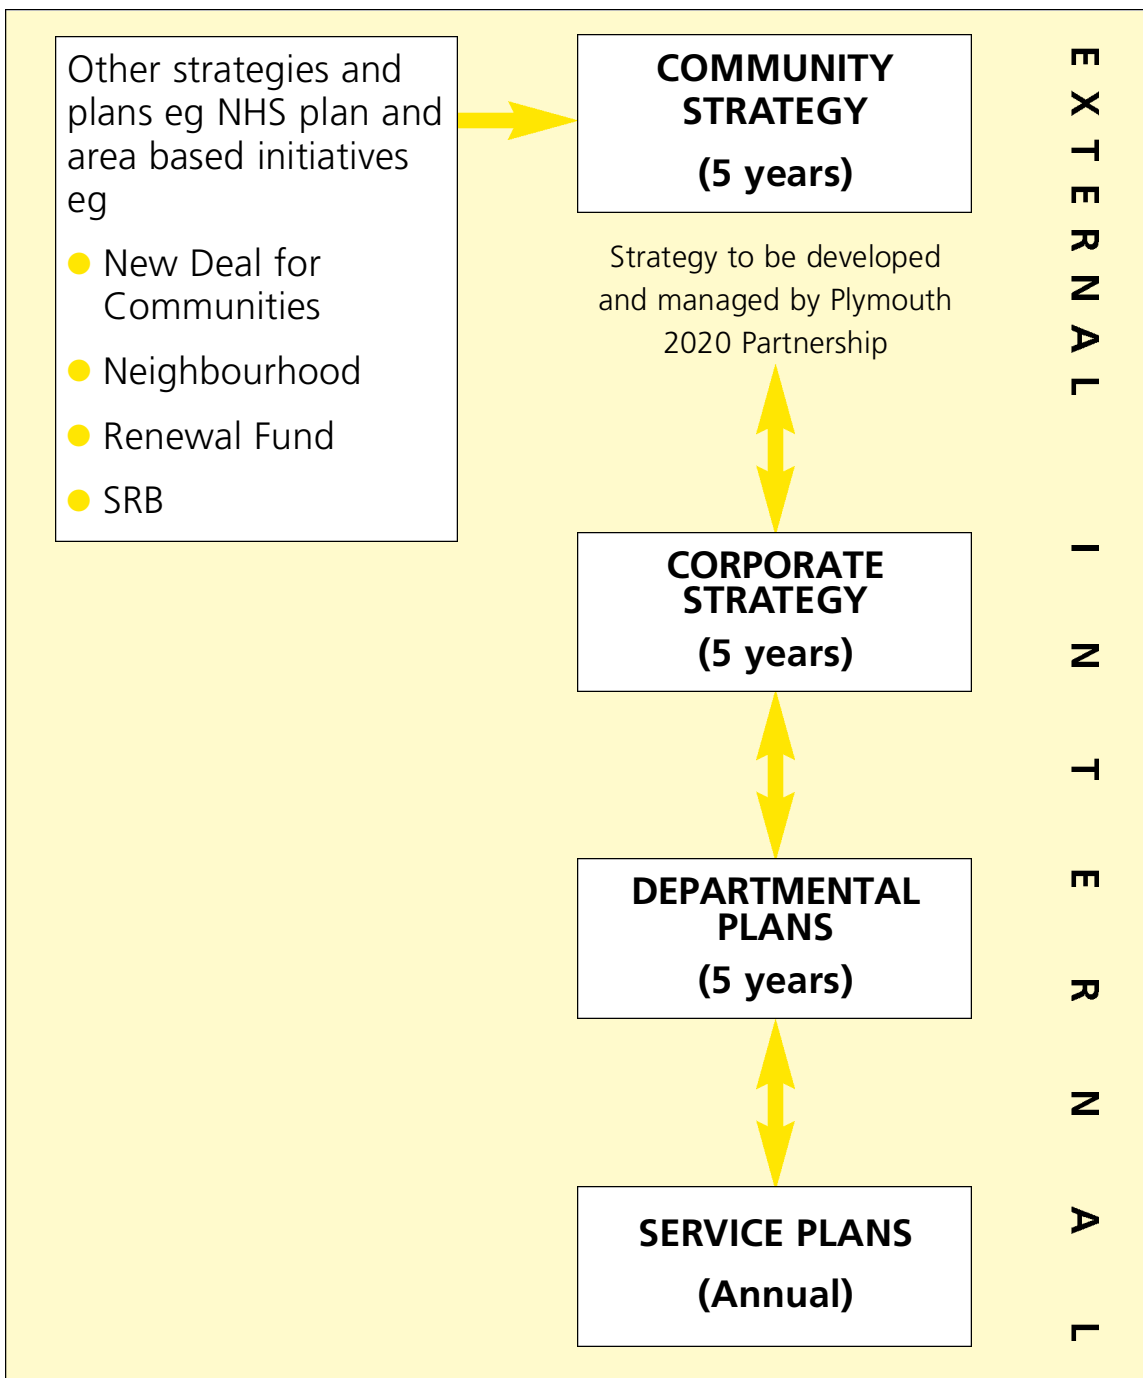 Other strategies and
plans eg NHS plan and
area based initiatives
eg
● New Deal for
Communities
● Neighbourhood
● Renewal Fund
● SRB
COMMUNITY
STRATEGY
(5 years)
Strategy to be developed
and managed by Plymouth
2020 Partnership
CORPORATE
STRATEGY
(5 years)
DEPARTMENTAL
PLANS
(5 years)
SERVICE PLANS
(Annual)
EXTERNAL
INTERNAL